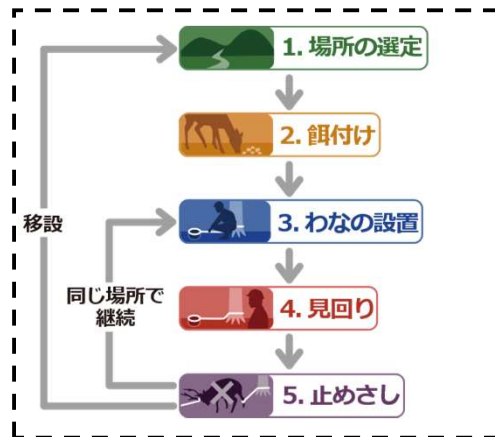 1. 場所の選定
2. 餌付け
3. わなの設置
移設
同じ場所で
継続
4. 見回り
5. 止めさし